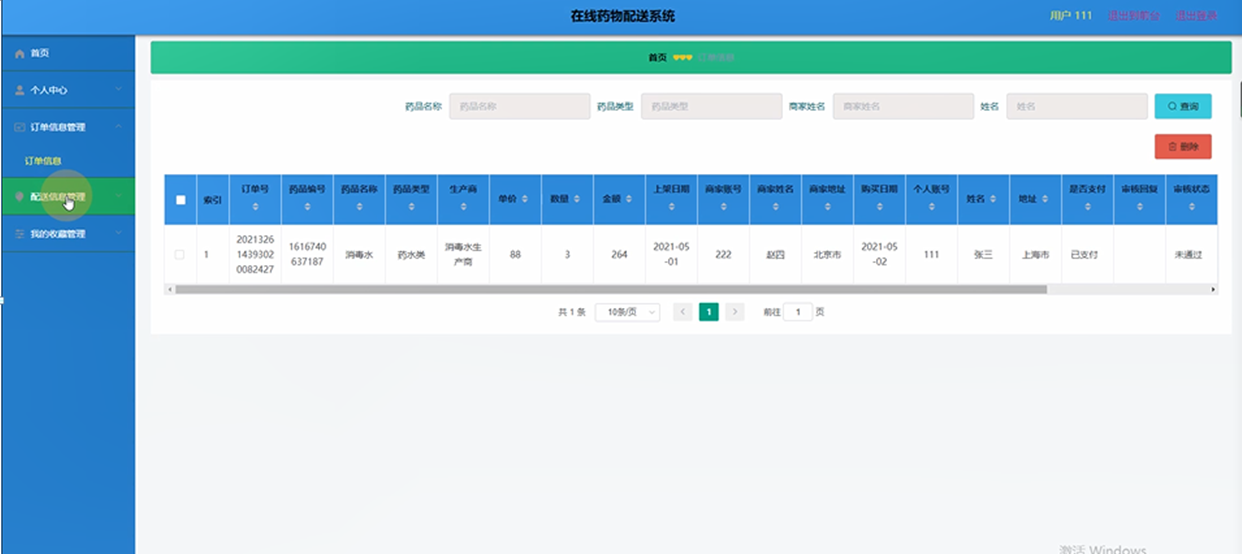 在线药物配送系统
用户 111 退出到前台 退出登录
首页
个人中心
订单信息管理
订单信息
配送信息管理
我的收藏管理
首页 订单信息
药品名称 药品名称 药品类型 药品类型 商家姓名 商家姓名 姓名 姓名 查询
删除
索引 订单号 药品编号 药品名称 药品类型 生产商 单价 数量 金额 上架日期 商家账号 商家姓名 商家地址 购买日期 个人账号 姓名 地址 是否支付 审核回复 审核状态
1 202132614393020082427 1616740637187 消毒水 药水类 消毒水生产商 88 3 264 2021-05-01 222 赵四 北京市 2021-05-02 111 张三 上海市 已支付 未通过
共 1 条 10条/页 1 前往 1 页
激活 Windows